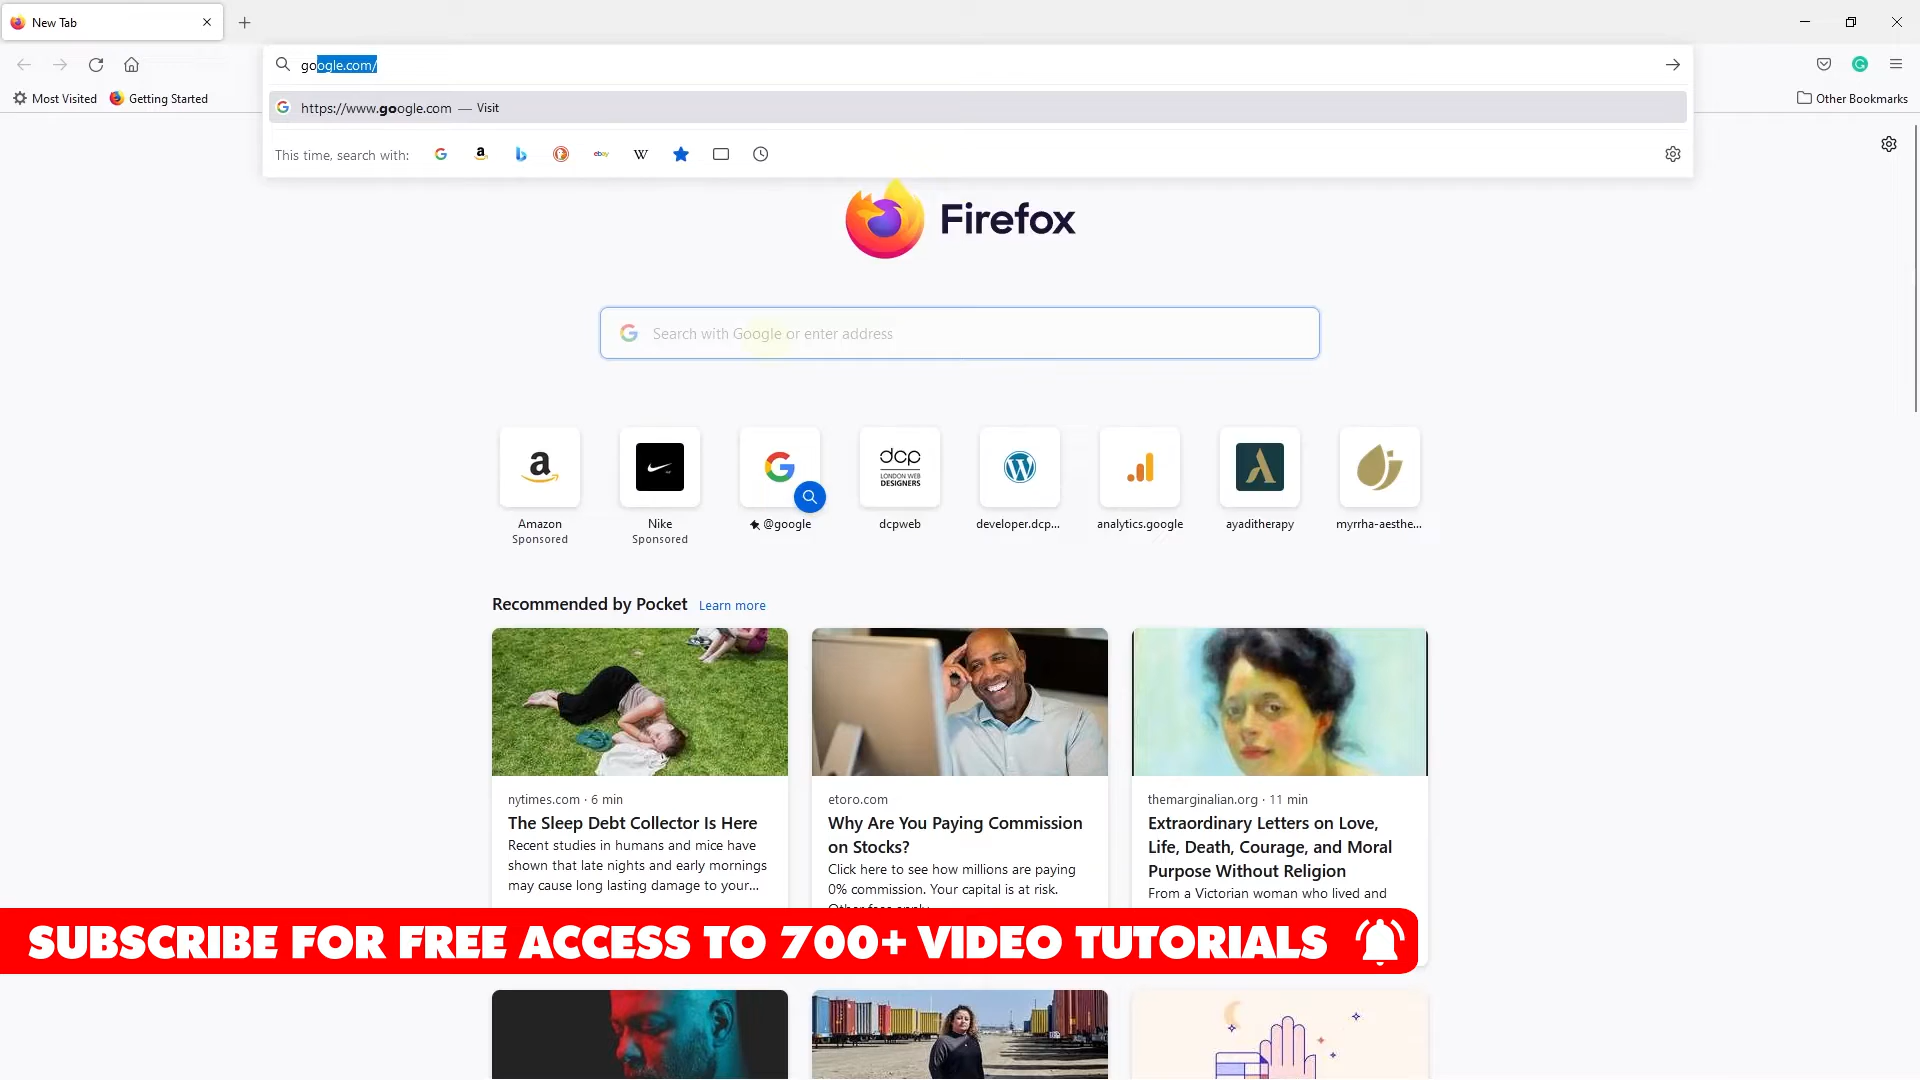 New Tab
google.com/
Most Visited
Getting Started
Other Bookmarks
https://www.google.com — Visit
This time, search with:
a
ebay
W
Firefox
Search with Google or enter address
a
dcp
LONDON WEB
DESIGNERS
Amazon
Sponsored
Nike
Sponsored
@google
dcpweb
developer.dcp...
analytics.google
ayaditherapy
myrrha-aesthe...
Recommended by Pocket Learn more
nytimes.com · 6 min
The Sleep Debt Collector Is Here
Recent studies in humans and mice have
shown that late nights and early mornings
may cause long lasting damage to your...
etoro.com
Why Are You Paying Commission
on Stocks?
Click here to see how millions are paying
0% commission. Your capital is at risk.
Other fees apply
themarginalian.org · 11 min
Extraordinary Letters on Love,
Life, Death, Courage, and Moral
Purpose Without Religion
From a Victorian woman who lived and
SUBSCRIBE FOR FREE ACCESS TO 700+ VIDEO TUTORIALS